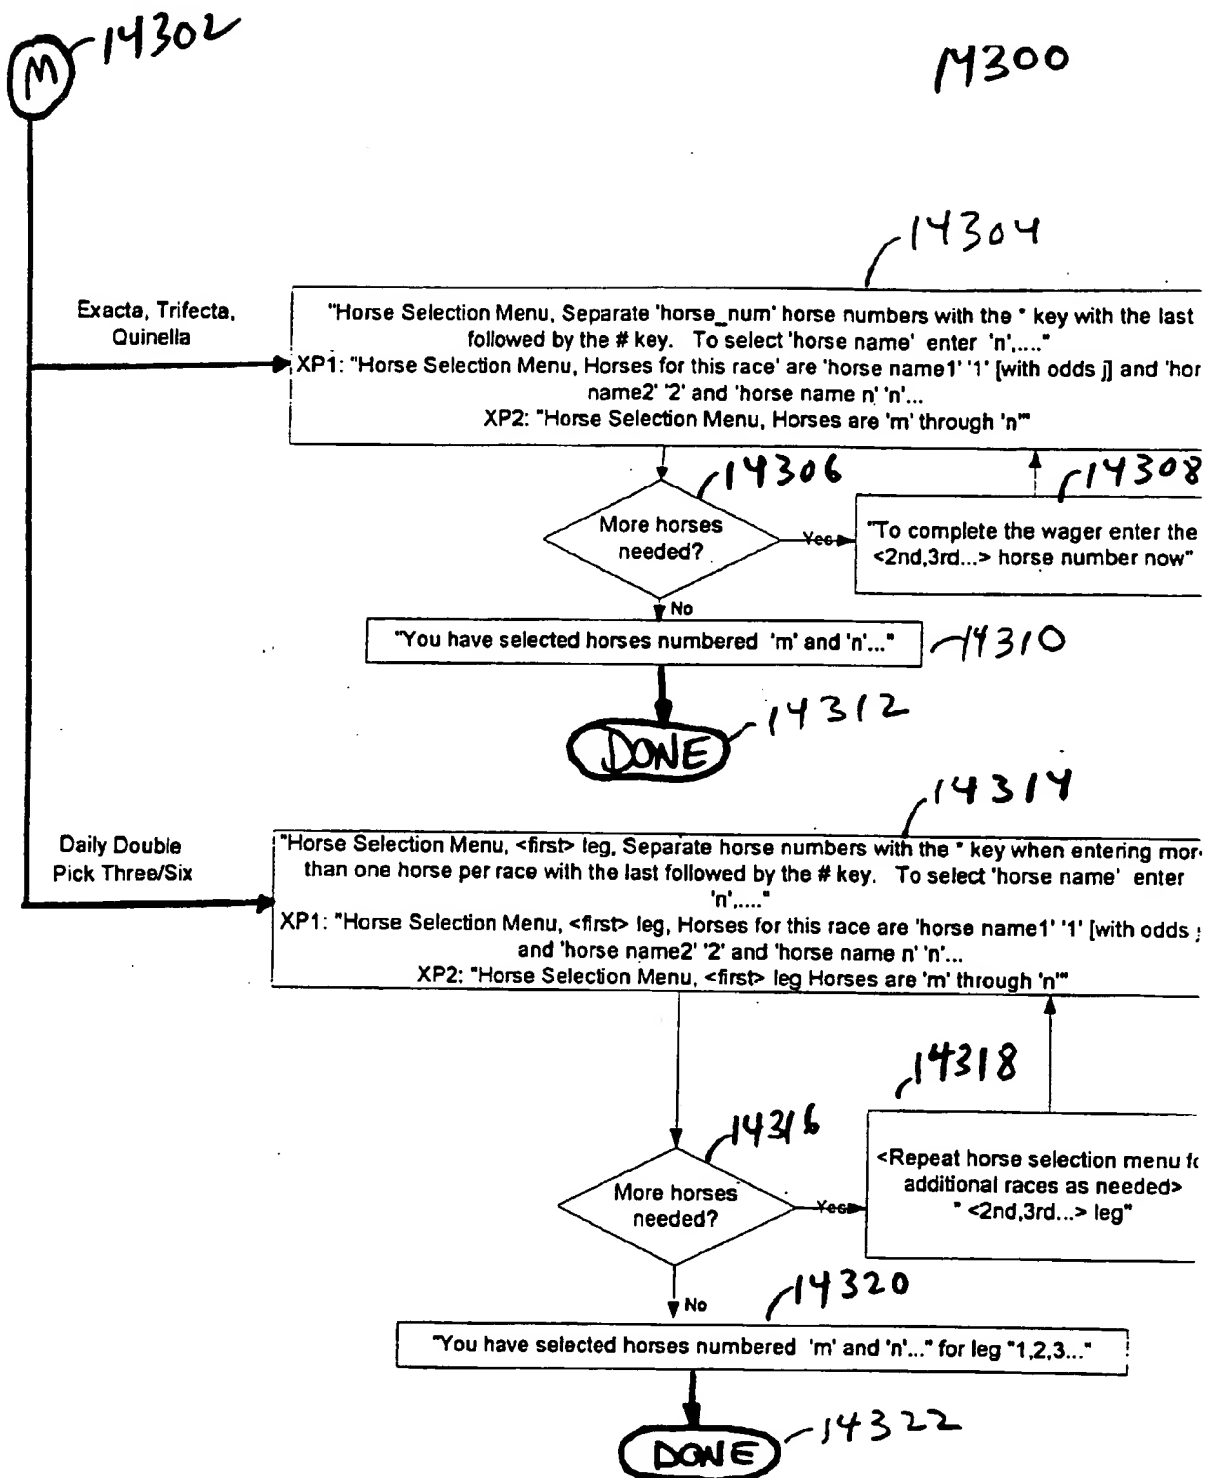 14302
M
14300
14304
Exacta, Trifecta,
Quinella
"Horse Selection Menu, Separate 'horse_num' horse numbers with the * key with the last
followed by the # key. To select 'horse name' enter 'n',...."
XP1: "Horse Selection Menu, Horses for this race' are 'horse name1' '1' [with odds j] and 'hor
name2' '2' and 'horse name n' 'n'...
XP2: "Horse Selection Menu, Horses are 'm' through 'n'"
14306
14308
More horses
needed?
Yes
"To complete the wager enter the
<2nd,3rd...> horse number now"
No
"You have selected horses numbered 'm' and 'n'..."
14310
14312
DONE
14314
Daily Double
Pick Three/Six
"Horse Selection Menu, <first> leg, Separate horse numbers with the * key when entering mor
than one horse per race with the last followed by the # key. To select 'horse name' enter
'n',...."
XP1: "Horse Selection Menu, <first> leg, Horses for this race are 'horse name1' '1' [with odds
and 'horse name2' '2' and 'horse name n' 'n'...
XP2: "Horse Selection Menu, <first> leg Horses are 'm' through 'n'"
14318
14316
More horses
needed?
Yes
<Repeat horse selection menu fo
additional races as needed>
" <2nd,3rd...> leg"
No
14320
"You have selected horses numbered 'm' and 'n'..." for leg "1,2,3..."
14322
DONE